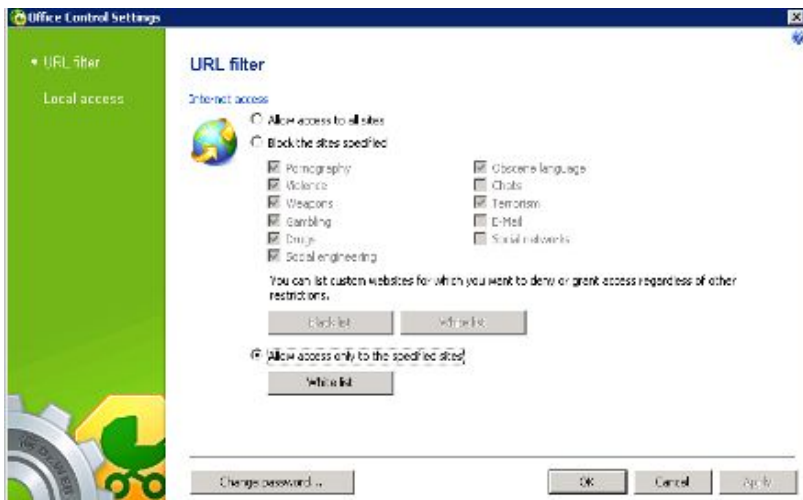 Office Control Settings
URL filter
Local access
URL filter
Internet access
Allow access to all sites
Block the sites specified
Pornography
Obscene language
Violence
Chats
Weapons
Terrorism
Gambling
E-Mail
Drugs
Social networks
Social engineering
You can list custom websites for which you want to deny or grant access regardless of other
restrictions.
Black list
White list
Allow access only to the specified sites
White list
DR.WEB
Change password...
OK
Cancel
Apply